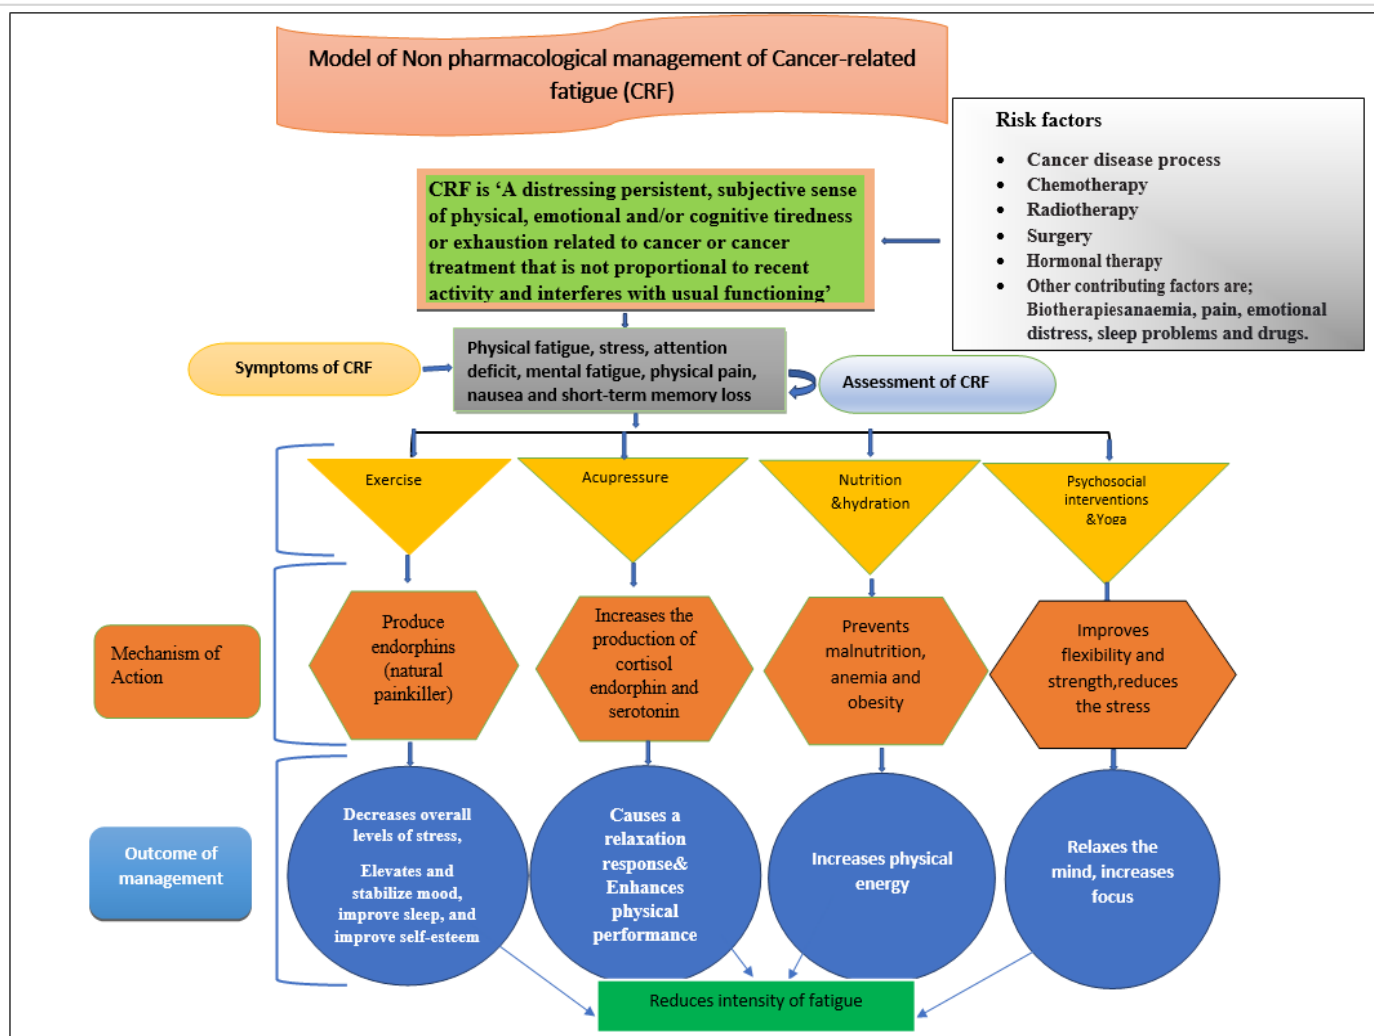 Model of Non pharmacological management of Cancer-related
fatigue (CRF)
Risk factors
• Cancer disease process
• Chemotherapy
• Radiotherapy
• Surgery
• Hormonal therapy
• Other contributing factors are;
Biotherapiesanaemia, pain, emotional
distress, sleep problems and drugs.
CRF is ‘A distressing persistent, subjective sense
of physical, emotional and/or cognitive tiredness
or exhaustion related to cancer or cancer
treatment that is not proportional to recent
activity and interferes with usual functioning’
Symptoms of CRF
Physical fatigue, stress, attention
deficit, mental fatigue, physical pain,
nausea and short-term memory loss
Assessment of CRF
Exercise
Acupressure
Nutrition
&hydration
Psychosocial
interventions
&Yoga
Mechanism of
Action
Produce
endorphins
(natural
painkiller)
Increases the
production of
cortisol
endorphin and
serotonin
Prevents
malnutrition,
anemia and
obesity
Improves
flexibility and
strength,reduces
the stress
Outcome of
management
Decreases overall
levels of stress,
Elevates and
stabilize mood,
improve sleep, and
improve self-esteem
Causes a
relaxation
response&
Enhances
physical
performance
Increases physical
energy
Relaxes the
mind, increases
focus
Reduces intensity of fatigue